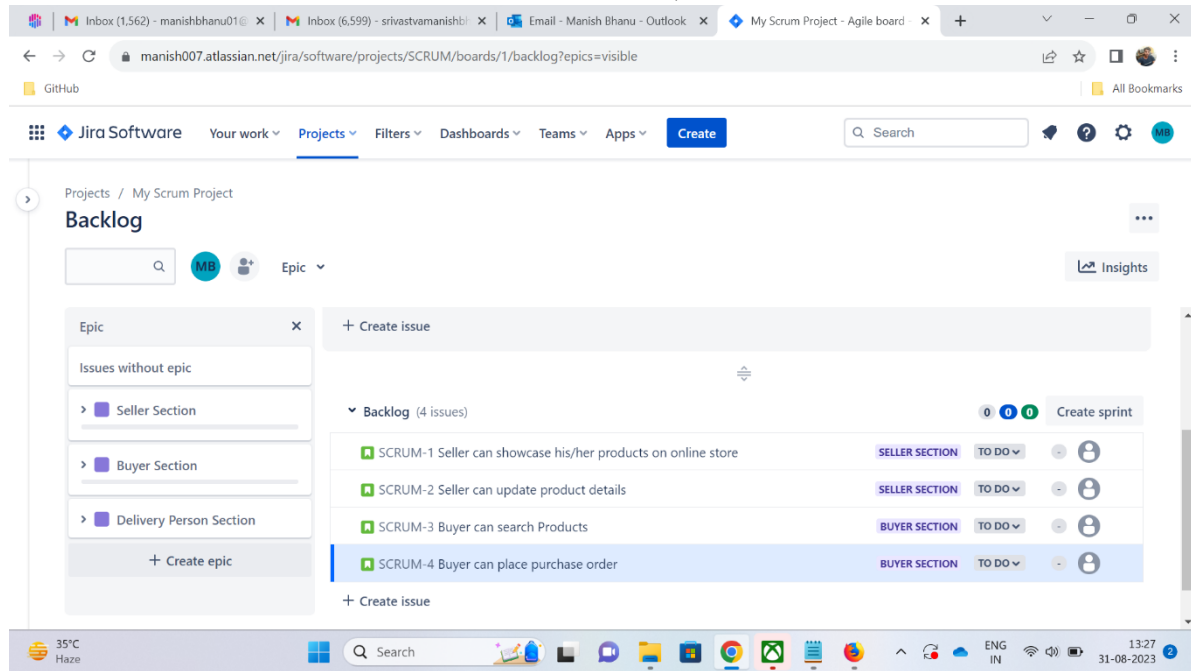 Inbox (1,562) - manishbhanu01@
Inbox (6,599) - srivastvamanishbh
Email - Manish Bhanu - Outlook
My Scrum Project - Agile board -
manish007.atlassian.net/jira/software/projects/SCRUM/boards/1/backlog?epics=visible
GitHub
All Bookmarks
Jira Software
Your work
Projects
Filters
Dashboards
Teams
Apps
Create
Search
MB
Projects / My Scrum Project
Backlog
MB
Epic
Insights
Epic
+ Create issue
Issues without epic
Seller Section
Backlog (4 issues)
0 0 0
Create sprint
SCRUM-1 Seller can showcase his/her products on online store
SELLER SECTION
TO DO
-
Buyer Section
SCRUM-2 Seller can update product details
SELLER SECTION
TO DO
-
Delivery Person Section
SCRUM-3 Buyer can search Products
BUYER SECTION
TO DO
-
+ Create epic
SCRUM-4 Buyer can place purchase order
BUYER SECTION
TO DO
-
+ Create issue
35°C
Haze
Search
ENG
IN
13:27
31-08-2023
2